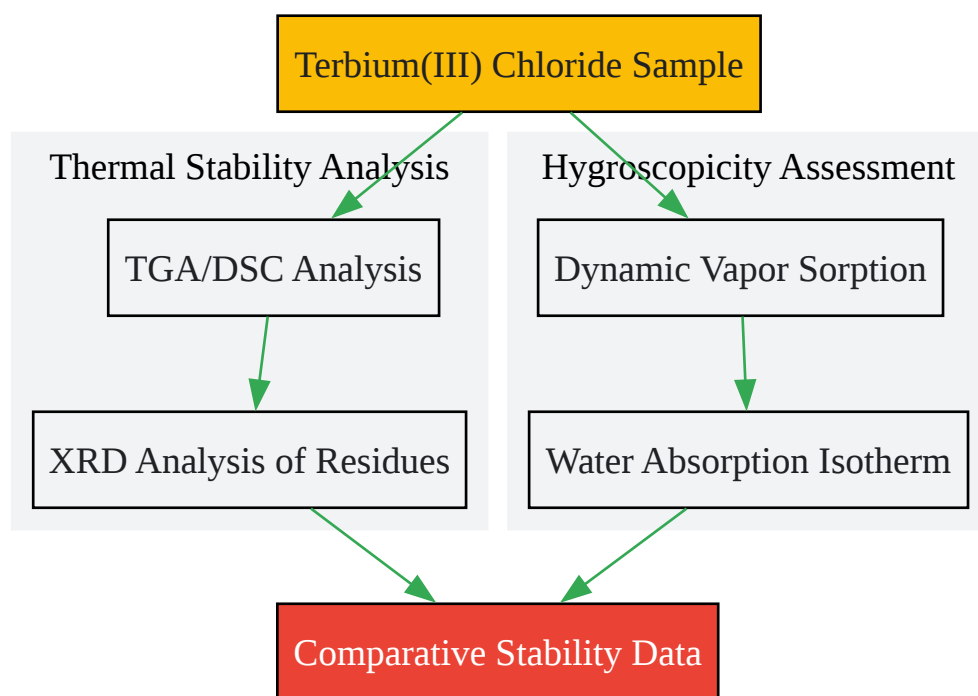 Terbium(III) Chloride Sample
Thermal Stability Analysis
Hygroscopicity Assessment
TGA/DSC Analysis
Dynamic Vapor Sorption
XRD Analysis of Residues
Water Absorption Isotherm
Comparative Stability Data